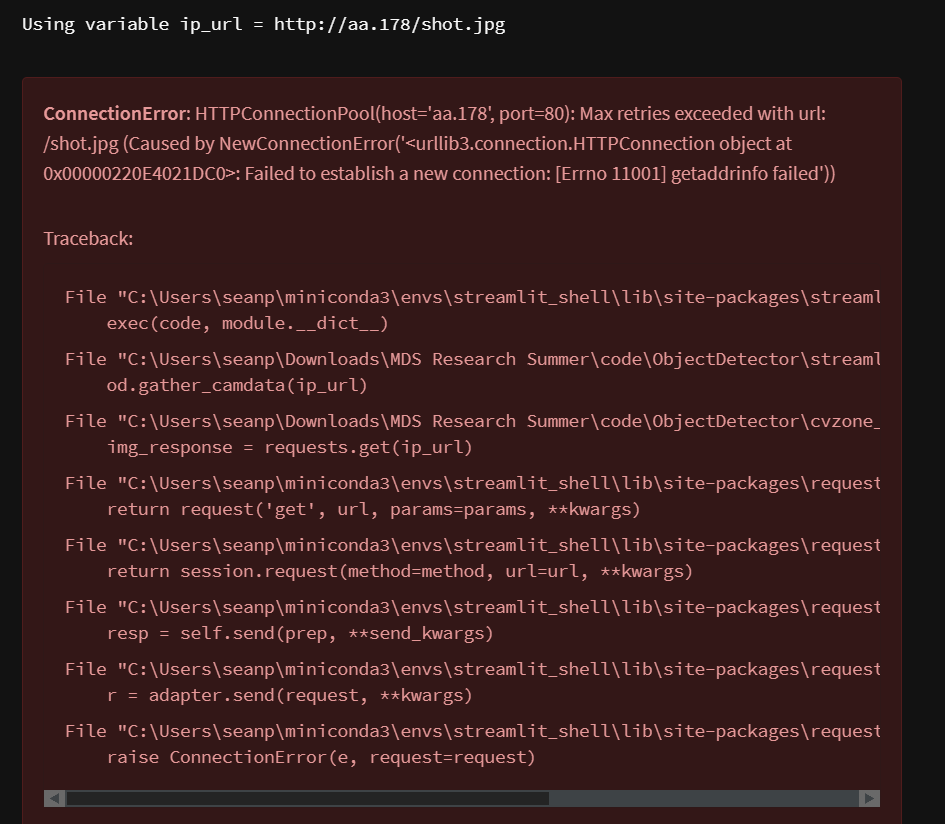 Using variable ip_url = http://aa.178/shot.jpg
ConnectionError: HTTPConnectionPool(host='aa.178', port=80): Max retries exceeded with url:
/shot.jpg (Caused by NewConnectionError('<urllib3.connection.HTTPConnection object at
0x00000220E4021DC0>: Failed to establish a new connection: [Errno 11001] getaddrinfo failed'))
Traceback:
File "C:\Users\seanp\miniconda3\envs\streamlit_shell\lib\site-packages\streaml
exec(code, module.__dict__)
File "C:\Users\seanp\Downloads\MDS Research Summer\code\ObjectDetector\streaml
od.gather_camdata(ip_url)
File "C:\Users\seanp\Downloads\MDS Research Summer\code\ObjectDetector\cvzone_
img_response = requests.get(ip_url)
File "C:\Users\seanp\miniconda3\envs\streamlit_shell\lib\site-packages\request
return request('get', url, params=params, **kwargs)
File "C:\Users\seanp\miniconda3\envs\streamlit_shell\lib\site-packages\request
return session.request(method=method, url=url, **kwargs)
File "C:\Users\seanp\miniconda3\envs\streamlit_shell\lib\site-packages\request
resp = self.send(prep, **send_kwargs)
File "C:\Users\seanp\miniconda3\envs\streamlit_shell\lib\site-packages\request
r = adapter.send(request, **kwargs)
File "C:\Users\seanp\miniconda3\envs\streamlit_shell\lib\site-packages\request
raise ConnectionError(e, request=request)